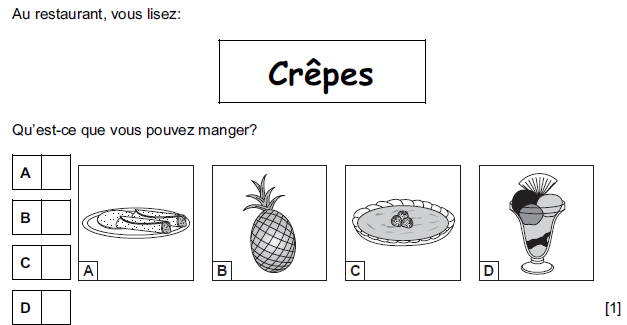 Au restaurant, vous lisez:
Crêpes
Qu'est-ce que vous pouvez manger?
A
B
C
D
A
B
C
D
[1]